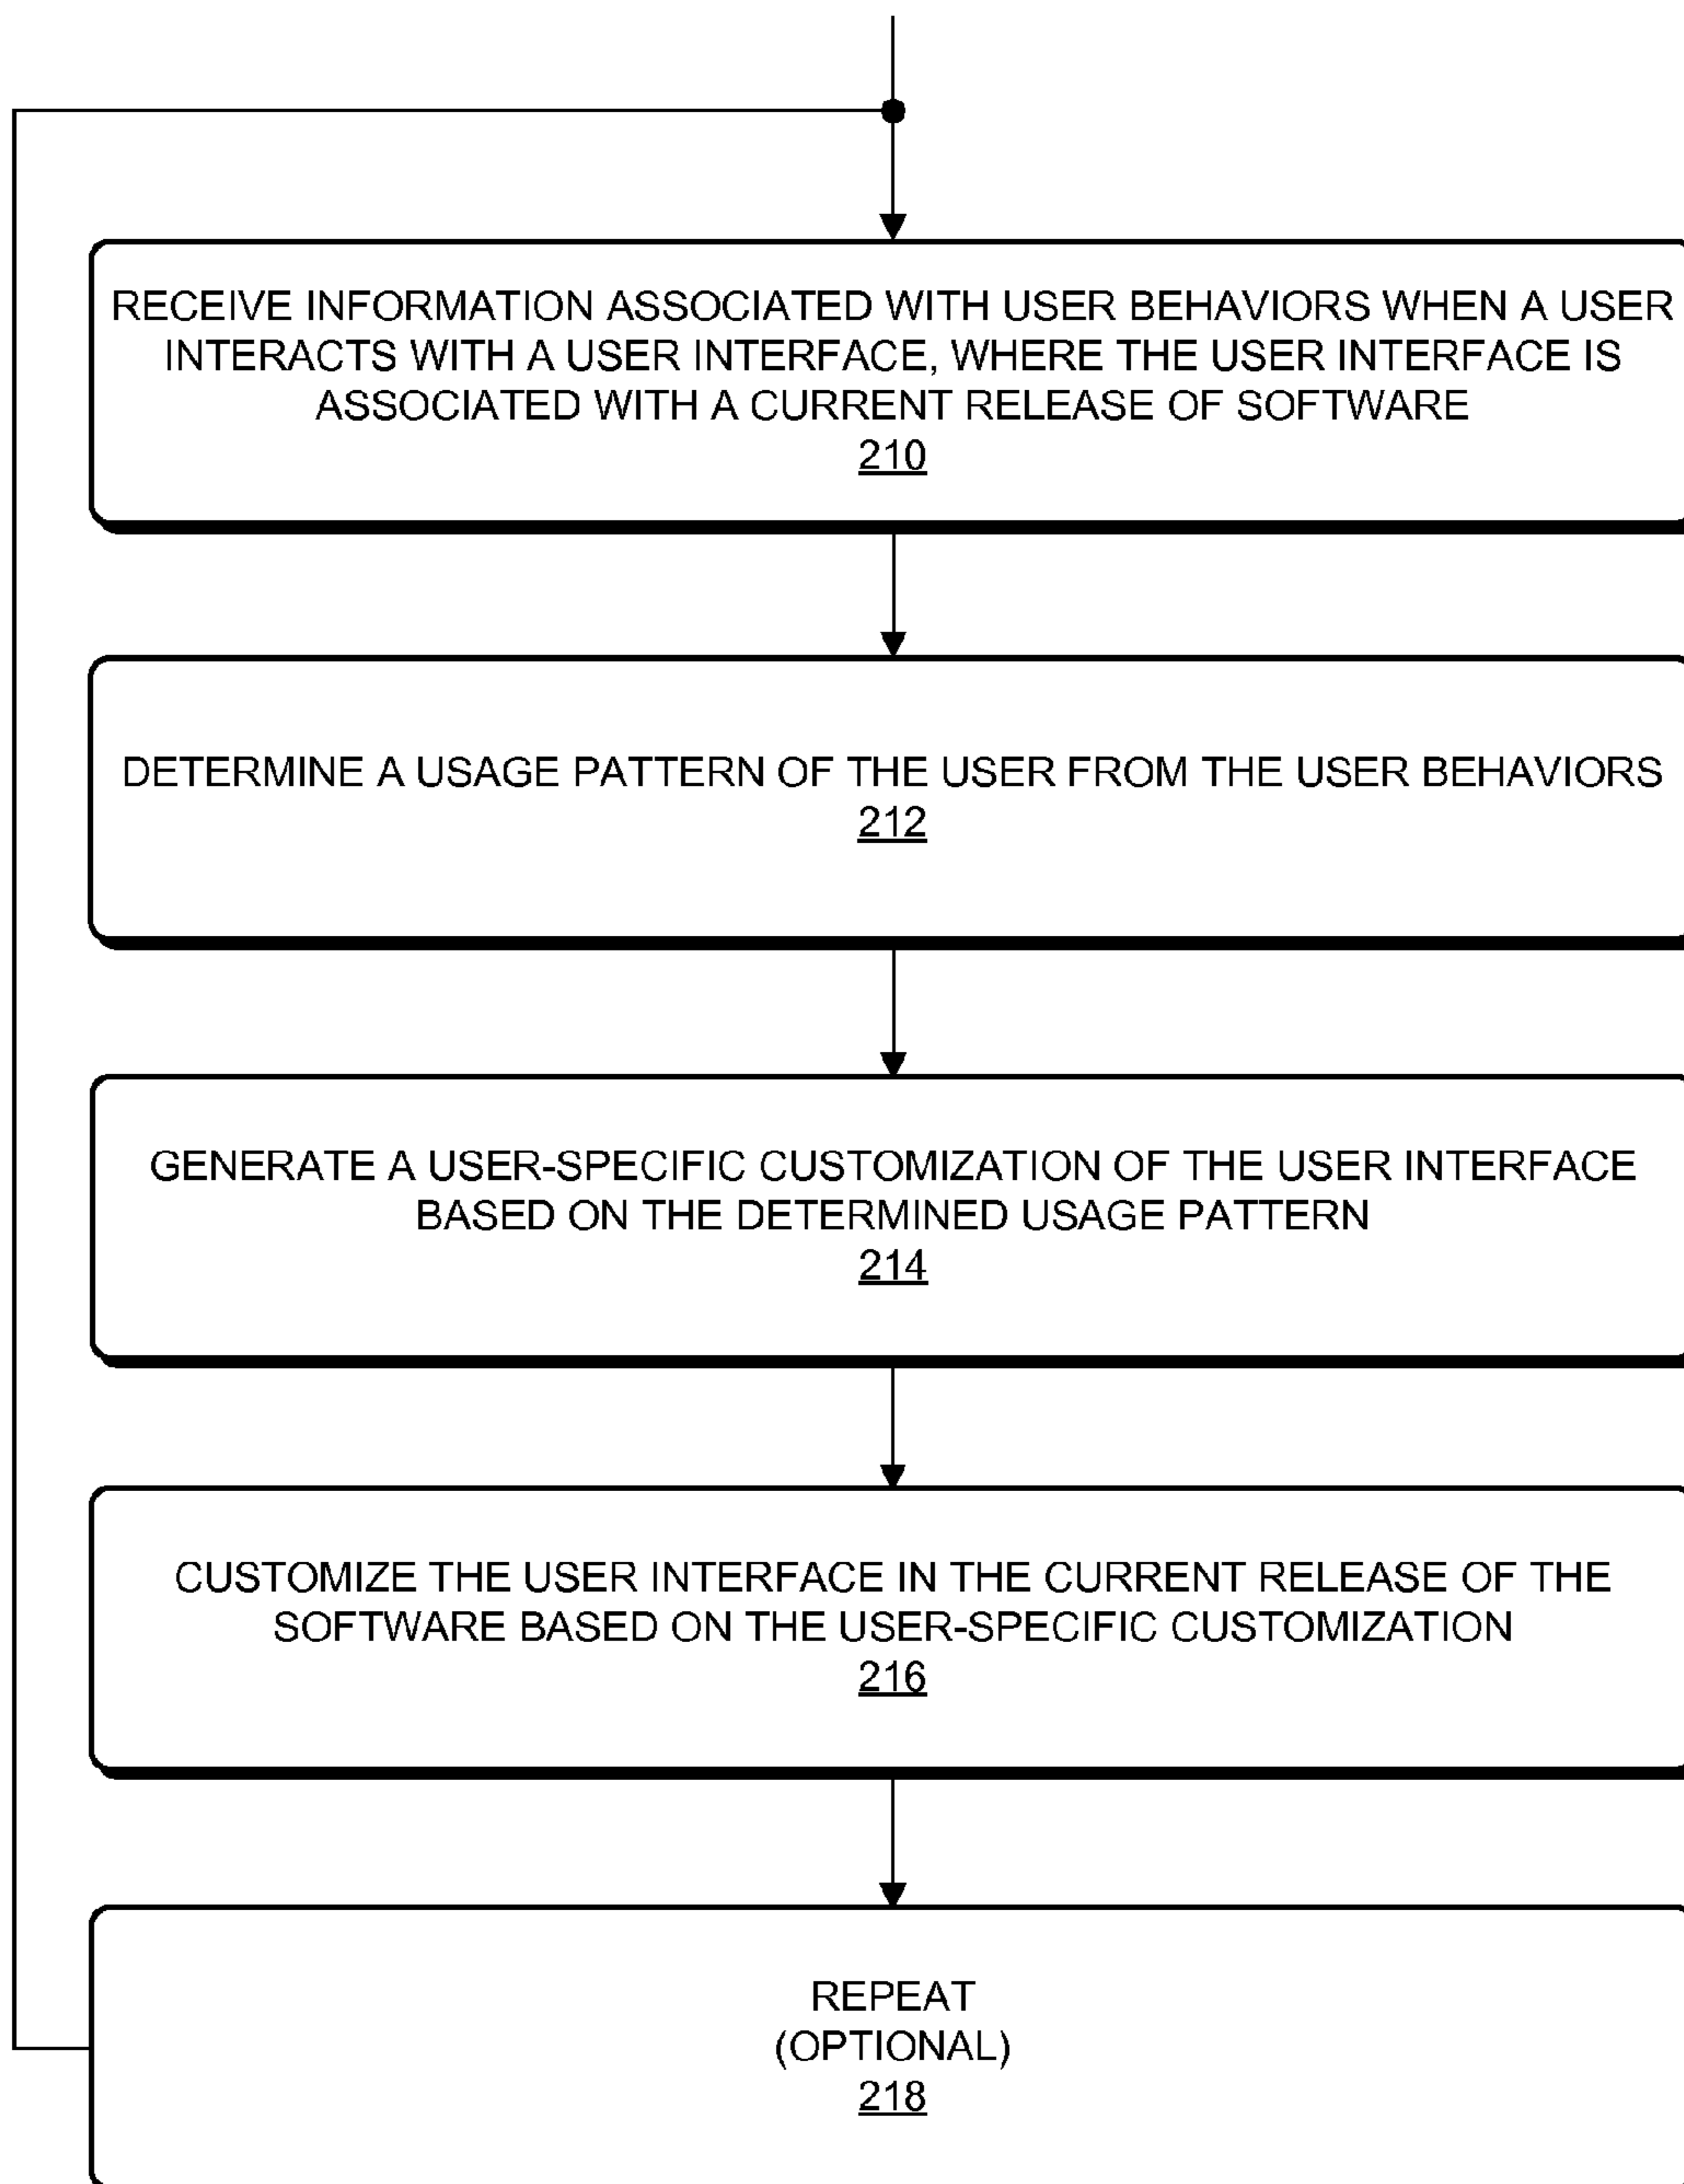 RECEIVE INFORMATION ASSOCIATED WITH USER BEHAVIORS WHEN A USER
INTERACTS WITH A USER INTERFACE, WHERE THE USER INTERFACE IS
ASSOCIATED WITH A CURRENT RELEASE OF SOFTWARE
210
DETERMINE A USAGE PATTERN OF THE USER FROM THE USER BEHAVIORS
212
GENERATE A USER-SPECIFIC CUSTOMIZATION OF THE USER INTERFACE
BASED ON THE DETERMINED USAGE PATTERN
214
CUSTOMIZE THE USER INTERFACE IN THE CURRENT RELEASE OF THE
SOFTWARE BASED ON THE USER-SPECIFIC CUSTOMIZATION
216
REPEAT
(OPTIONAL)
218